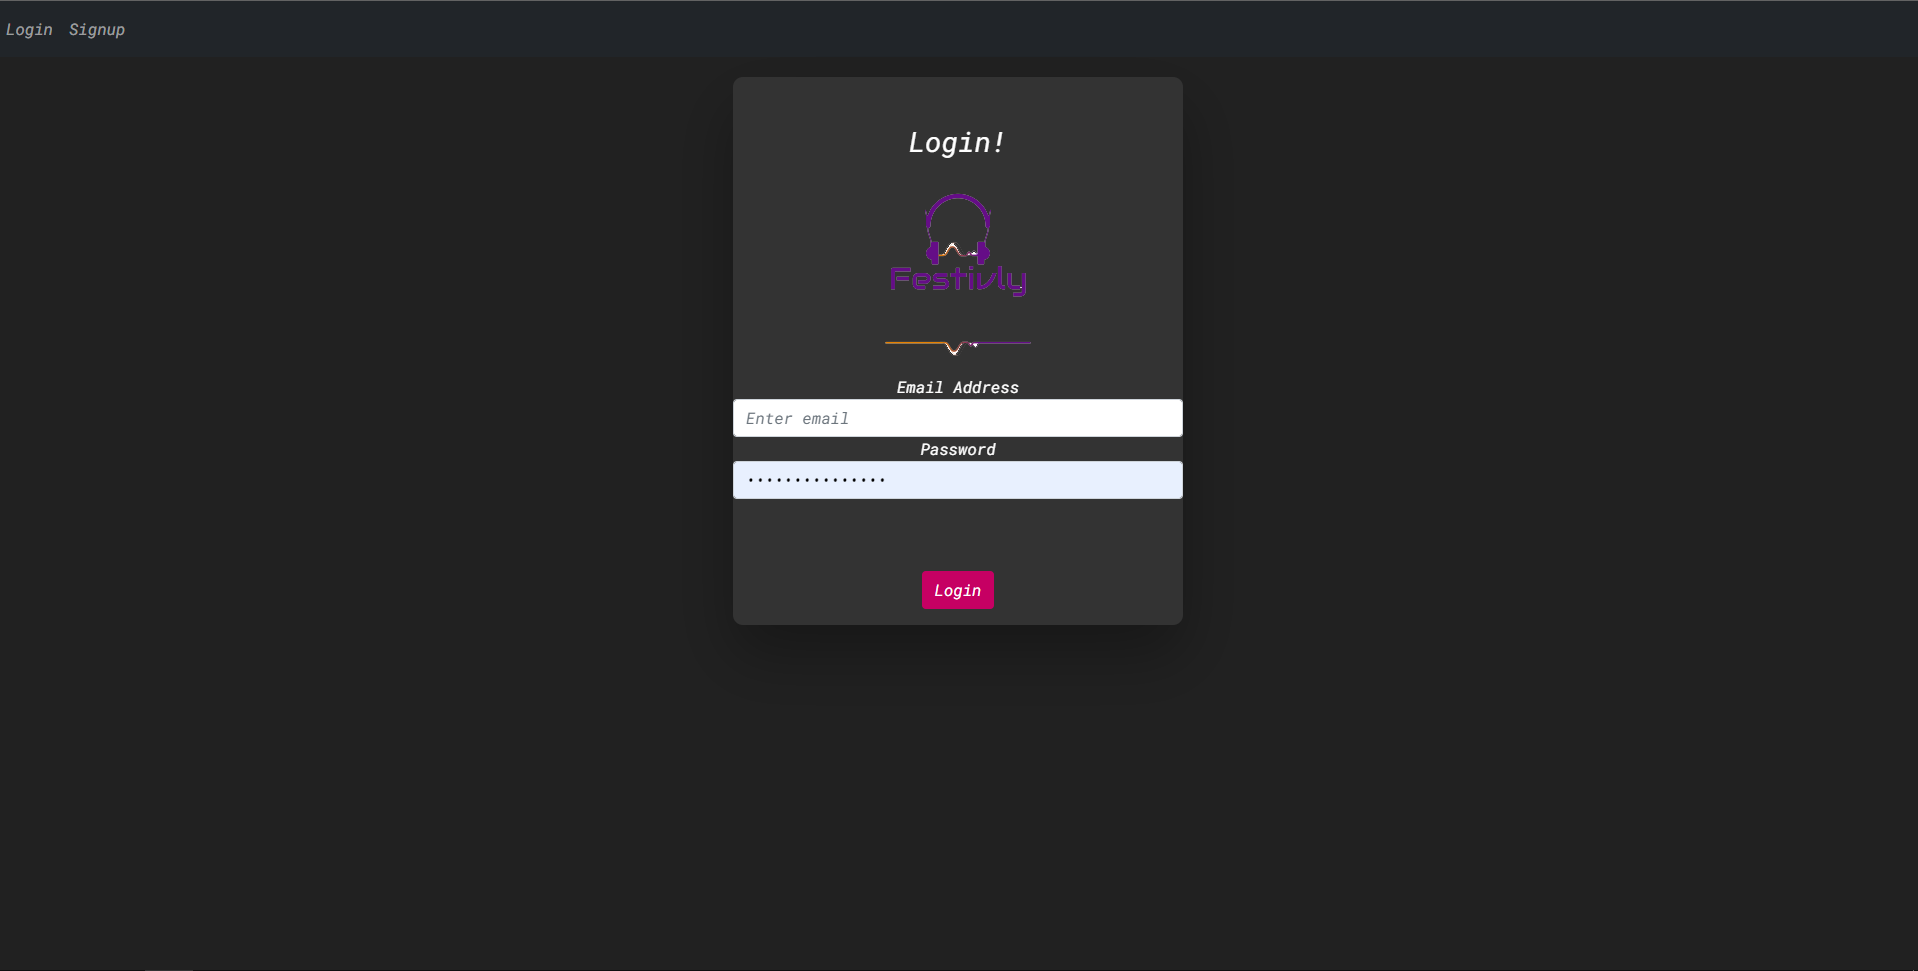 Login Signup
Login!
Festivly
Email Address
Enter email
Password
•••••••••••••••
Login